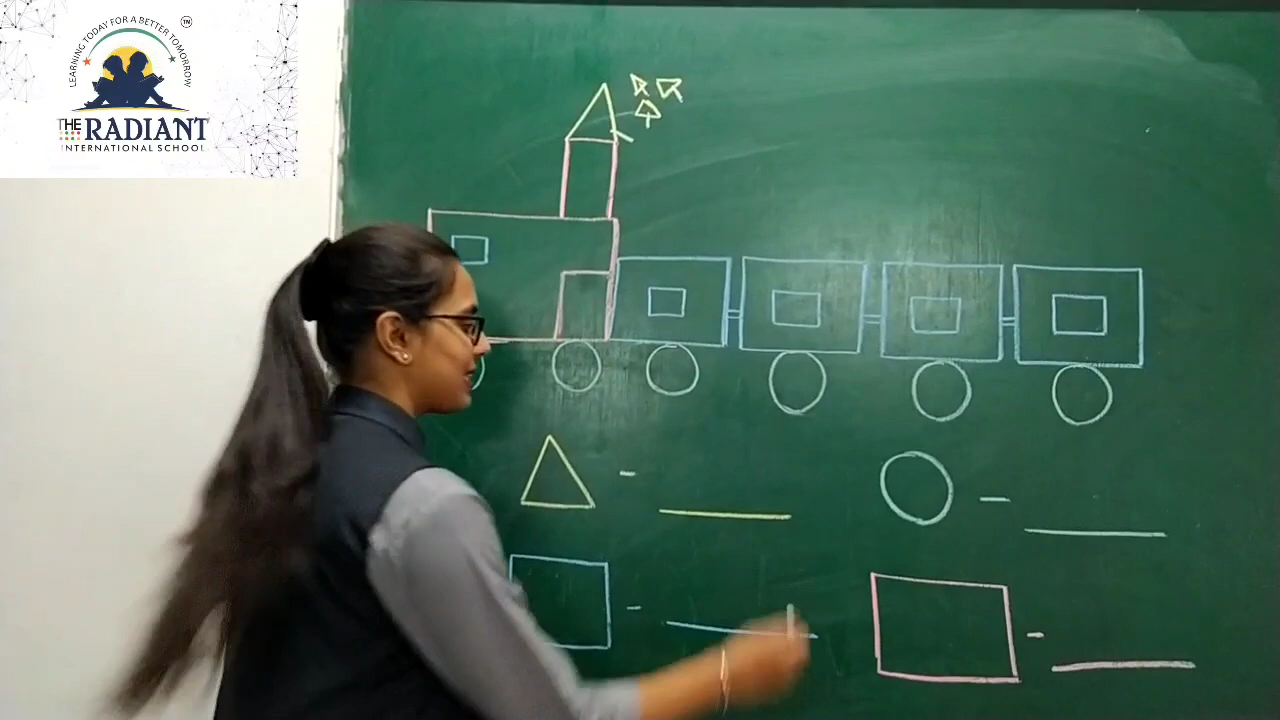 LEARNING TODAY FOR A BETTER TOMORROW
TM
THE RADIANT
INTERNATIONAL SCHOOL